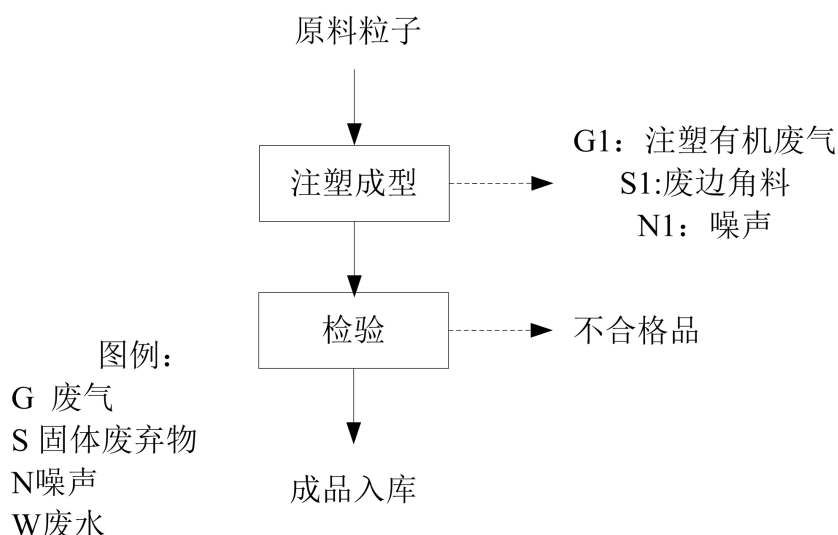 原料粒子
注塑成型
G1：注塑有机废气
S1:废边角料
N1：噪声
检验
不合格品
成品入库
图例：
G 废气
S 固体废弃物
N噪声
W废水